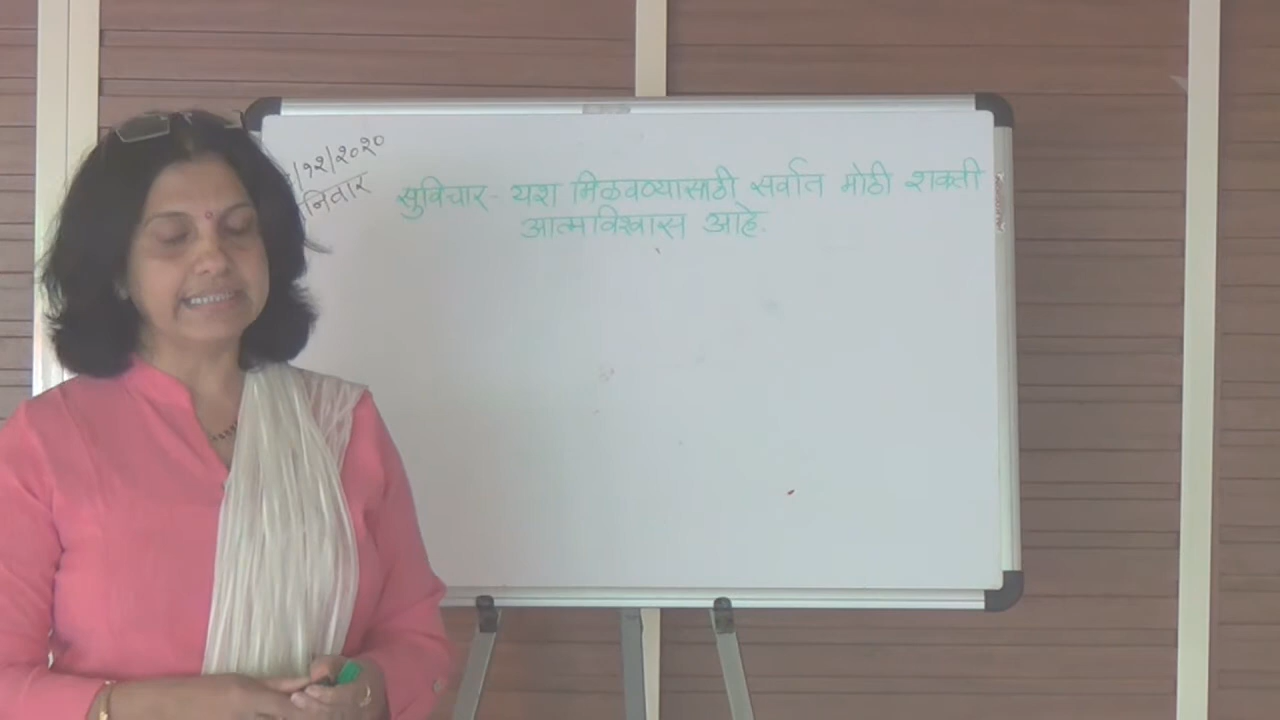 /१२/२०२०
निवार
सुविचार - यश मिळवण्यासाठी सर्वात मोठी शक्ती
आत्मविश्वास आहे.